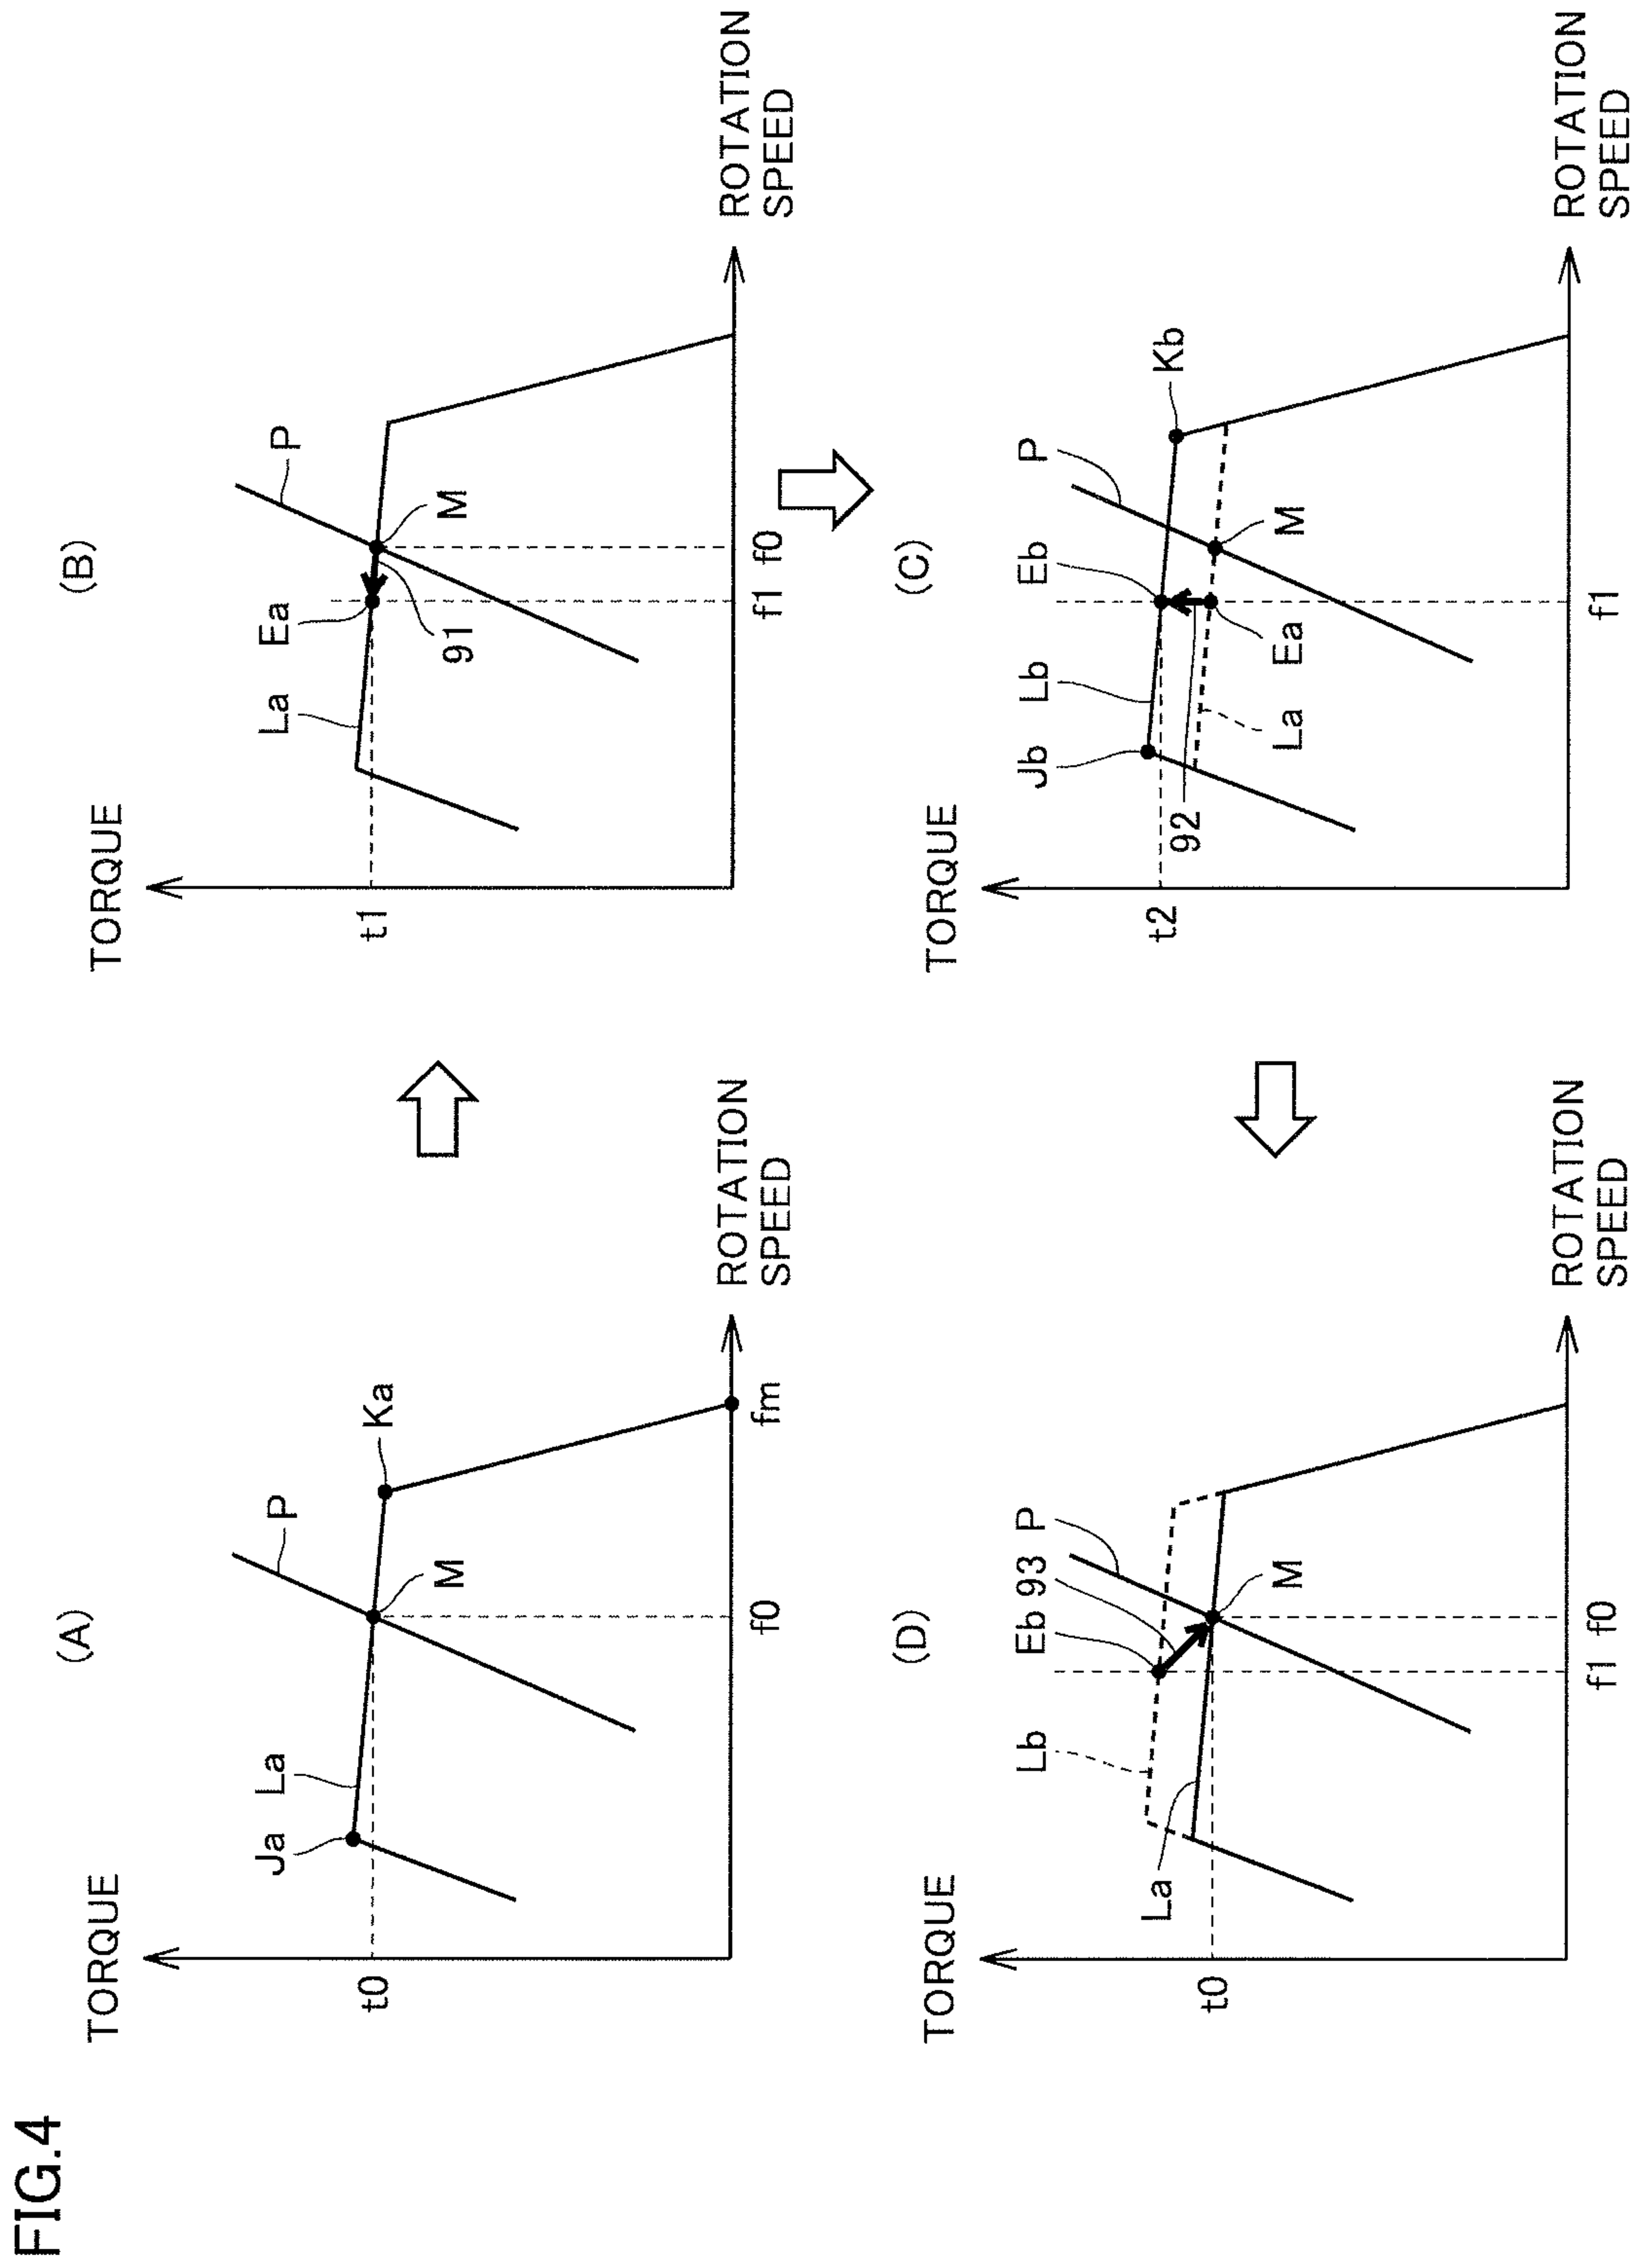 FIG.4
(A)
TORQUE
Ja
La
P
Ka
M
t0
f0
fm
ROTATION
SPEED
(B)
TORQUE
La
Ea
P
M
91
t1
f1
f0
ROTATION
SPEED
(C)
TORQUE
Jb
Lb
Eb
P
Kb
M
92
La
Ea
t2
f1
ROTATION
SPEED
(D)
TORQUE
Lb
Eb
93
P
La
M
t0
f1
f0
ROTATION
SPEED